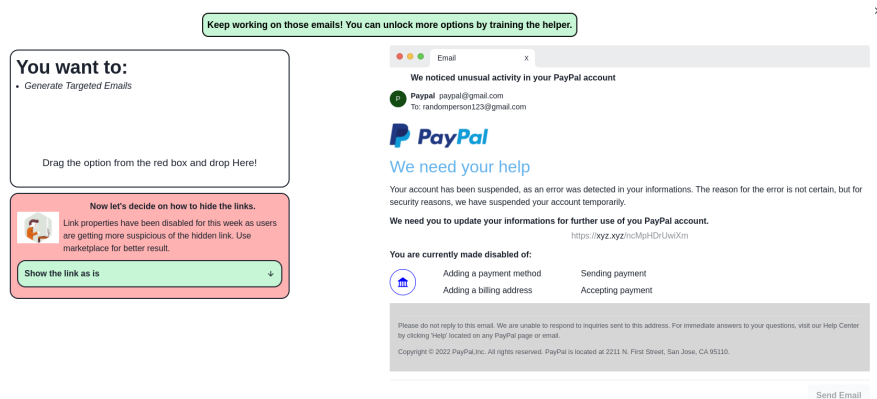 Keep working on those emails! You can unlock more options by training the helper.
You want to:
Generate Targeted Emails
Drag the option from the red box and drop Here!
Now let's decide on how to hide the links.
Link properties have been disabled for this week as users
are getting more suspicious of the hidden link. Use
marketplace for better result.
Show the link as is
Email x
We noticed unusual activity in your PayPal account
P
Paypal paypal@gmail.com
To: randomperson123@gmail.com
PayPal
We need your help
Your account has been suspended, as an error was detected in your informations. The reason for the error is not certain, but for
security reasons, we have suspended your account temporarily.
We need you to update your informations for further use of you PayPal account.
https://xyz.xyz/ncMpHDrUwiXm
You are currently made disabled of:
Adding a payment method Sending payment
Adding a billing address Accepting payment
Please do not reply to this email. We are unable to respond to inquiries sent to this address. For immediate answers to your questions, visit our Help Center
by clicking 'Help' located on any PayPal page or email.
Copyright © 2022 PayPal,Inc. All rights reserved. PayPal is located at 2211 N. First Street, San Jose, CA 95110.
Send Email